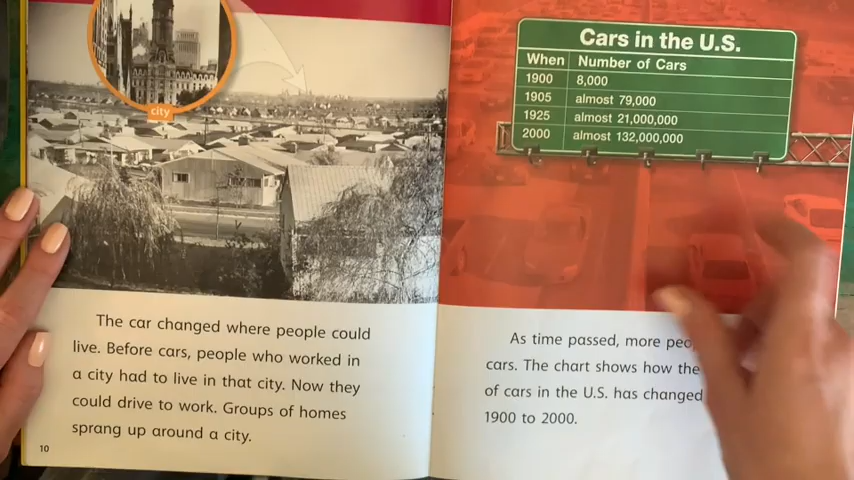 city
The car changed where people could
live. Before cars, people who worked in
a city had to live in that city. Now they
could drive to work. Groups of homes
sprang up around a city.
10
Cars in the U.S.
When Number of Cars
1900 8,000
1905 almost 79,000
1925 almost 21,000,000
2000 almost 132,000,000
As time passed, more
cars. The chart shows how the
of cars in the U.S. has changed
1900 to 2000.